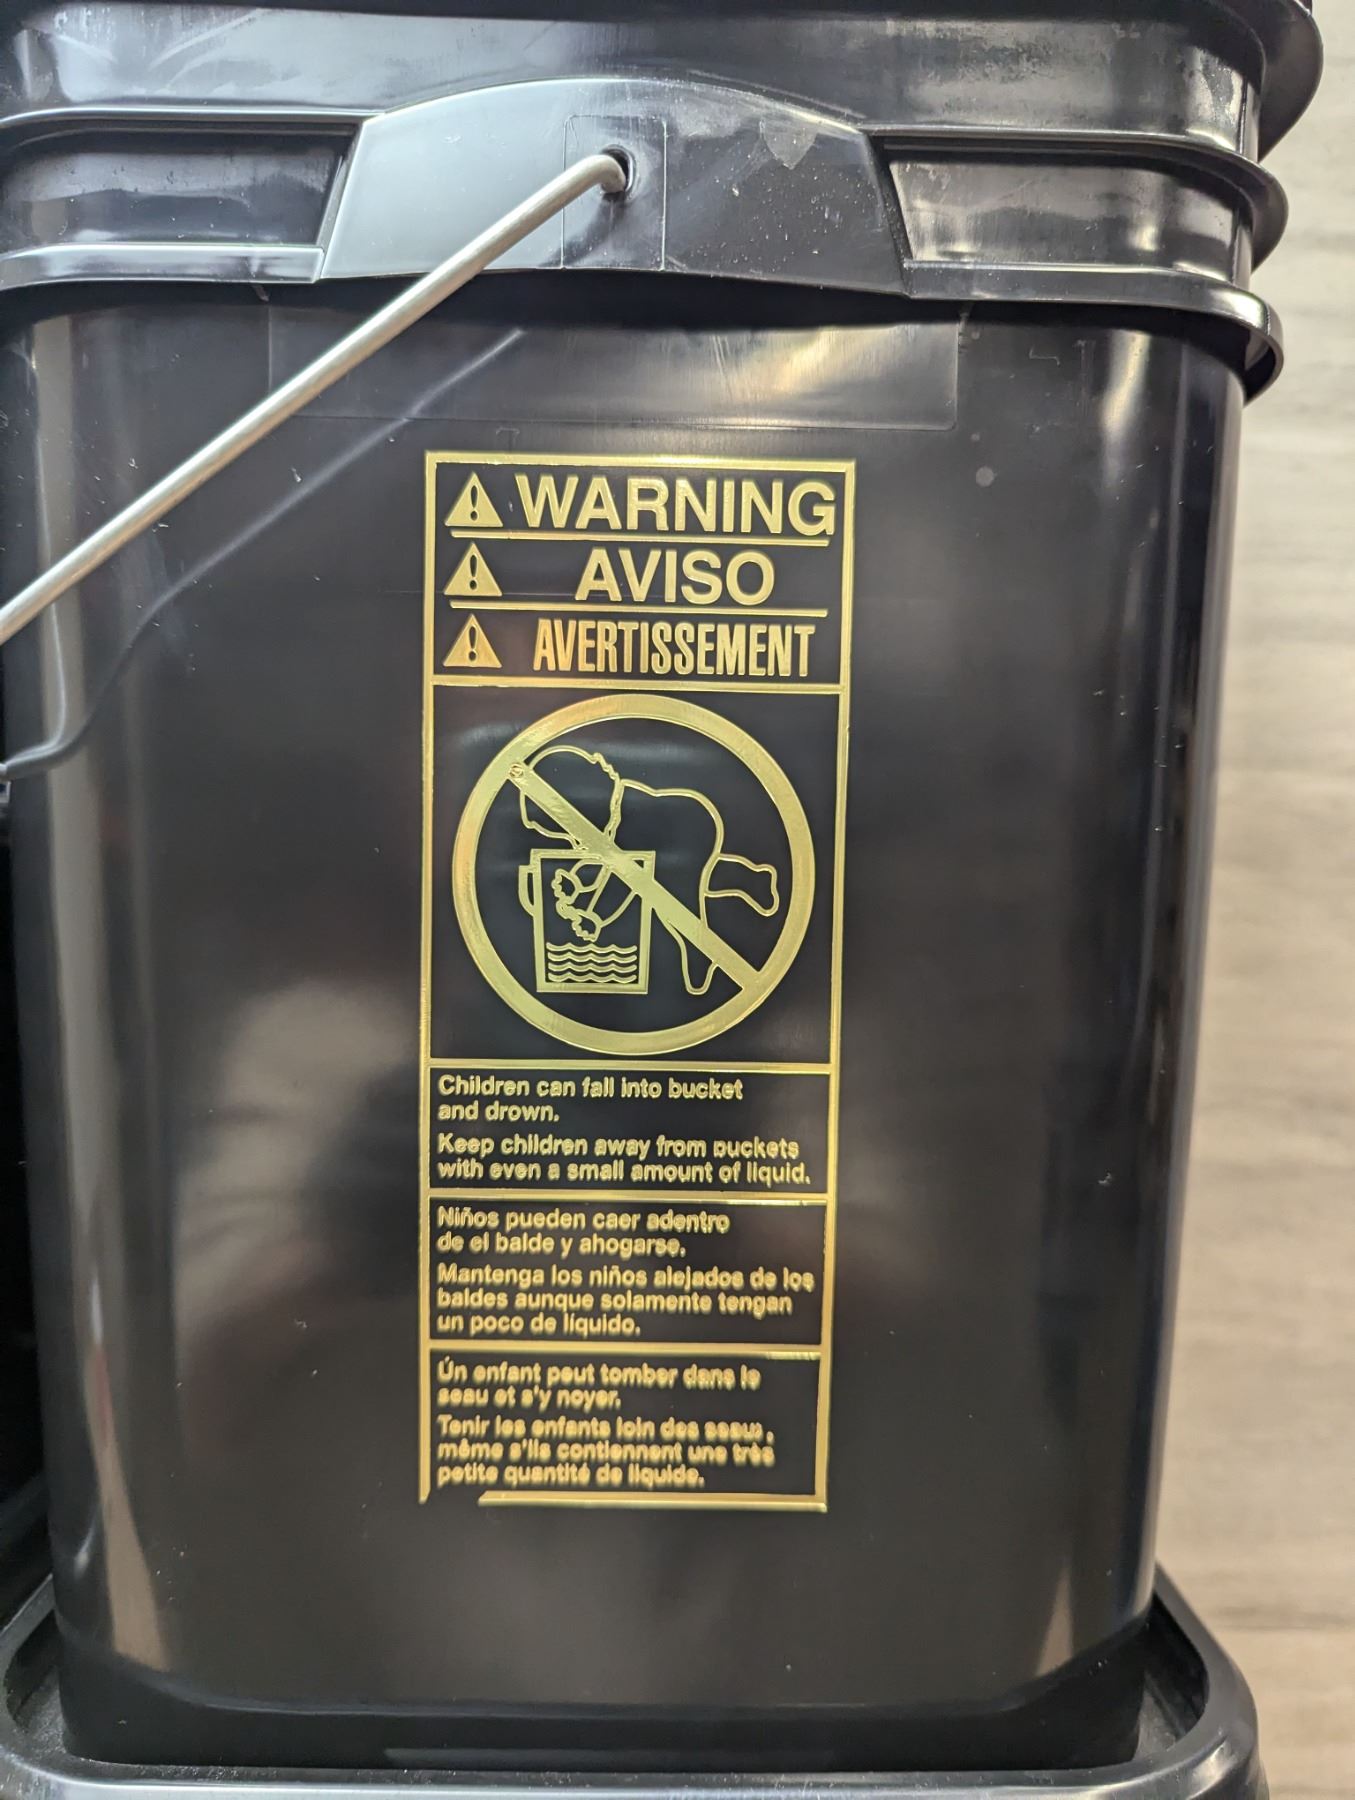 WARNING
AVISO
AVERTISSEMENT
Children can fall into bucket
and drown.
Keep children away from buckets
with even a small amount of liquid.
Niños pueden caer adentro
de el balde y ahogarse.
Mantenga los niños alejados de los
baldes aunque solamente tengan
un poco de líquido.
Ún enfant peut tomber dans le
seau et s'y noyer.
Tenir les enfants loin des seaux,
même s'ils contiennent une très
petite quantité de liquide.